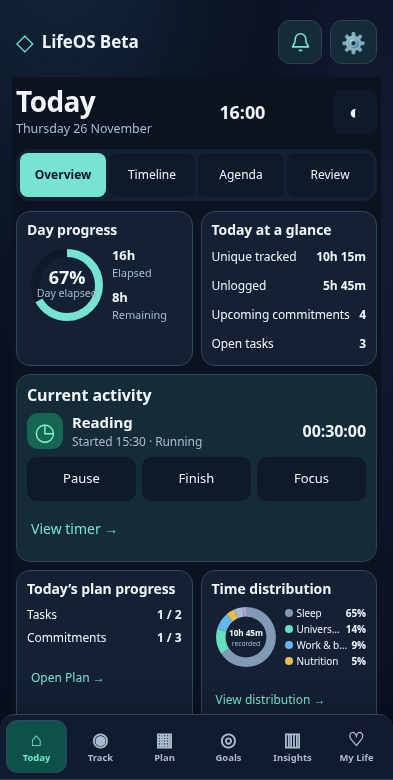 LifeOS Beta
Today
16:00
Thursday 26 November
Overview
Timeline
Agenda
Review
Day progress
67%
Day elapsed
16h
Elapsed
8h
Remaining
Today at a glance
Unique tracked 10h 15m
Unlogged 5h 45m
Upcoming commitments 4
Open tasks 3
Current activity
Reading
Started 15:30 · Running
00:30:00
Pause
Finish
Focus
View timer →
Today's plan progress
Tasks 1 / 2
Commitments 1 / 3
Open Plan →
Time distribution
10h 45m
recorded
Sleep 65%
Univers... 14%
Work & b... 9%
Nutrition 5%
View distribution →
Today
Track
Plan
Goals
Insights
My Life